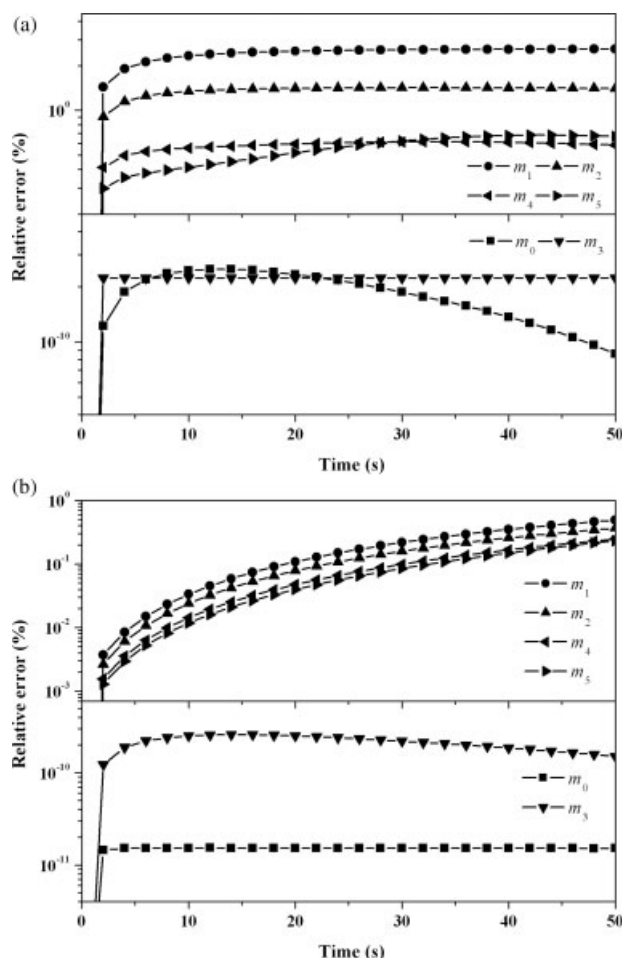 (a)
Relative error (%)
10⁰
m₁ m₂
m₄ m₅
m₀ m₃
10⁻¹⁰
0 10 20 30 40 50
Time (s)
(b)
Relative error (%)
10⁰
10⁻¹
10⁻²
10⁻³
m₁
m₂
m₄
m₅
10⁻¹⁰
10⁻¹¹
m₀
m₃
0 10 20 30 40 50
Time (s)